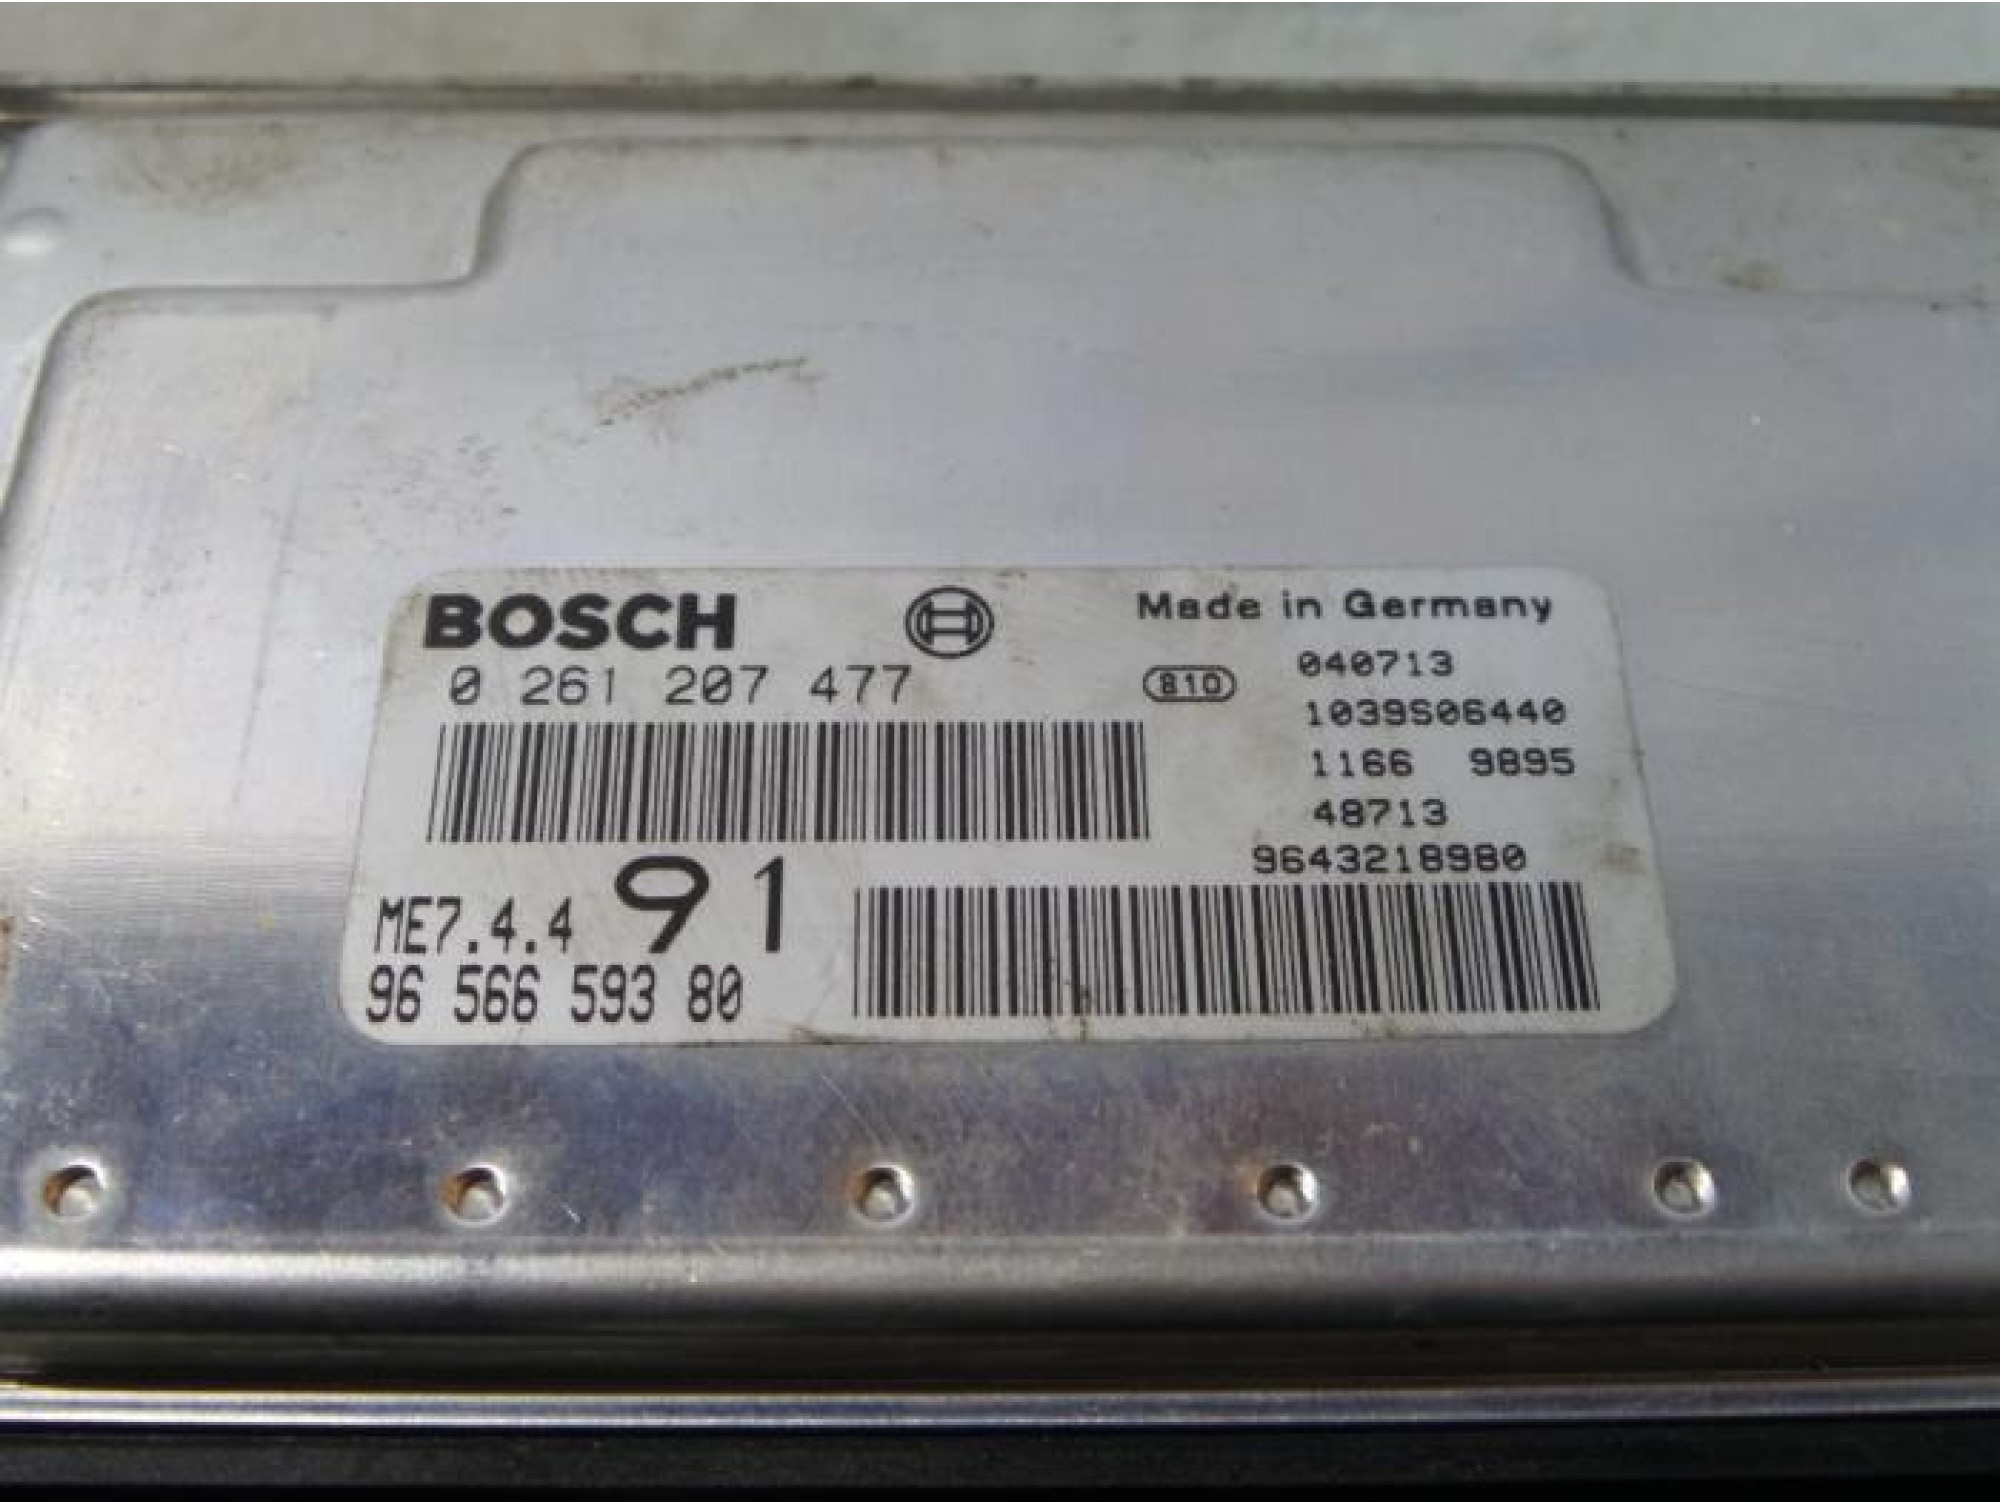 BOSCH
Made in Germany
0 261 207 477
810
040713
1039S06440
1166 9895
48713
9643218980
ME7.4.4 91
96 566 593 80